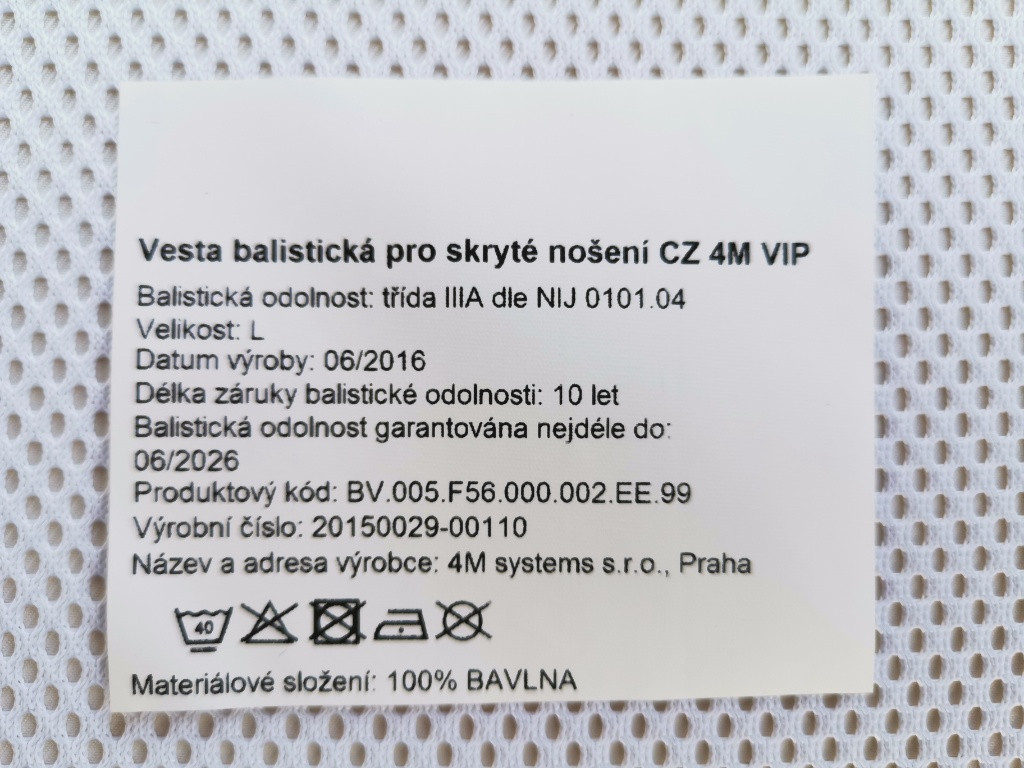 Vesta balistická pro skryté nošení CZ 4M VIP
Balistická odolnost: třída IIIA dle NIJ 0101.04
Velikost: L
Datum výroby: 06/2016
Délka záruky balistické odolnosti: 10 let
Balistická odolnost garantována nejdéle do:
06/2026
Produktový kód: BV.005.F56.000.002.EE.99
Výrobní číslo: 20150029-00110
Název a adresa výrobce: 4M systems s.r.o., Praha
40
Materiálové složení: 100% BAVLNA